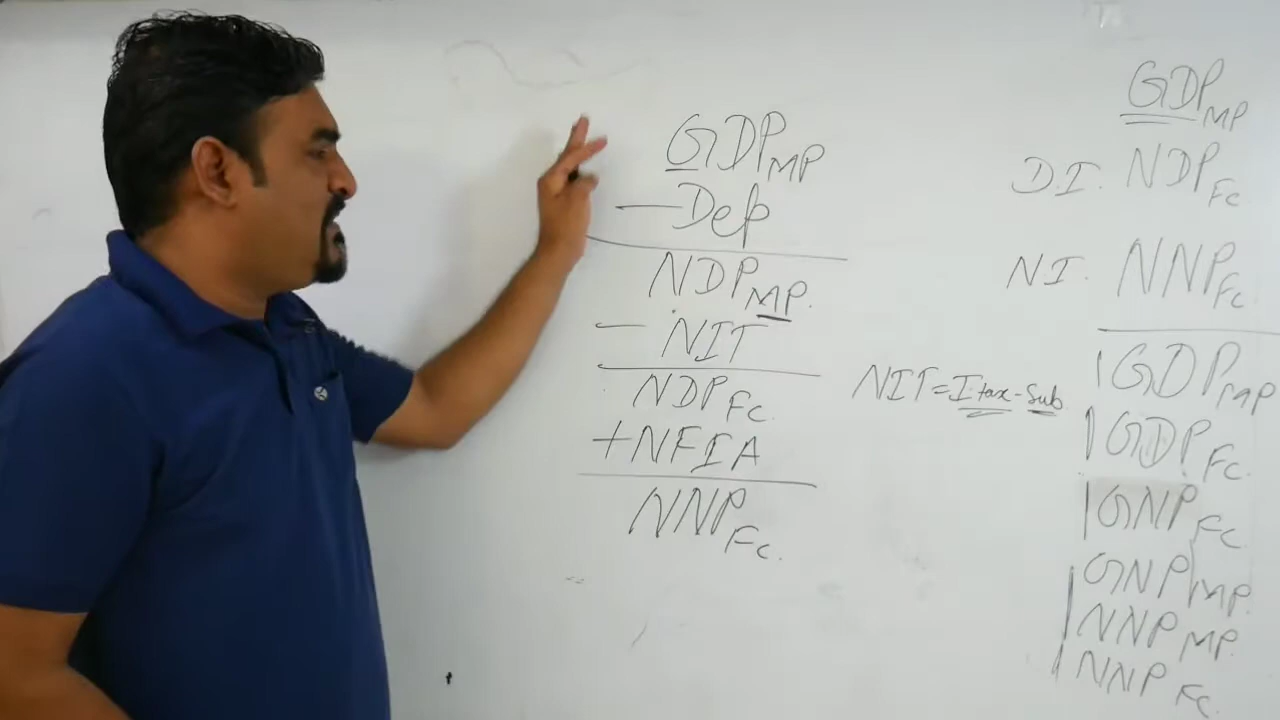 GDP MP
— Dep
NDP MP.
— NIT
NDP FC.
+ NFIA
NNP FC.
NIT = I tax - Sub
GDP MP
D.I. NDP FC
NI. NNP FC
GDP MP
GDP FC.
GNP FC.
GNP MP.
NNP MP.
NNP FC.